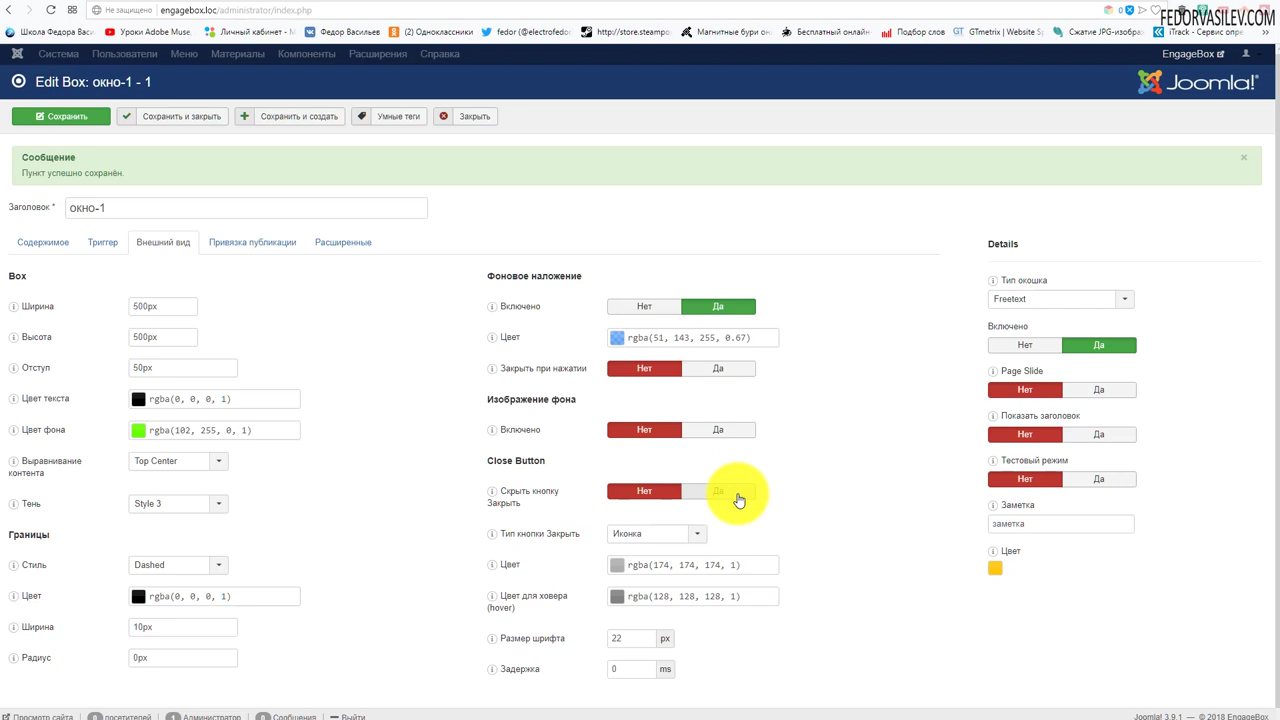 Не защищено engagebox.loc/administrator/index.php
FEDORVASILEV.COM
Школа Федора Васи Уроки Adobe Muse, Личный кабинет - М Федор Васильев (2) Одноклассники fedor (@electrofedo http://store.steampo Магнитные бури он Бесплатный онлайн Подбор слов GTmetrix | Website S Сжатие JPG-изобра iTrack - Сервис опре
Система Пользователи Меню Материалы Компоненты Расширения Справка EngageBox
Edit Box: окно-1 - 1 Joomla!®
Сохранить Сохранить и закрыть Сохранить и создать Умные теги Закрыть
Сообщение
Пункт успешно сохранён.
Заголовок * окно-1
Содержимое Триггер Внешний вид Привязка публикации Расширенные
Box
Ширина 500px
Высота 500px
Отступ 50px
Цвет текста rgba(0, 0, 0, 1)
Цвет фона rgba(102, 255, 0, 1)
Выравнивание контента Top Center
Тень Style 3
Границы
Стиль Dashed
Цвет rgba(0, 0, 0, 1)
Ширина 10px
Радиус 0px
Фоновое наложение
Включено Нет Да
Цвет rgba(51, 143, 255, 0.67)
Закрыть при нажатии Нет Да
Изображение фона
Включено Нет Да
Close Button
Скрыть кнопку Закрыть Нет Да
Тип кнопки Закрыть Иконка
Цвет rgba(174, 174, 174, 1)
Цвет для ховера (hover) rgba(128, 128, 128, 1)
Размер шрифта 22 px
Задержка 0 ms
Details
Тип окошка
Freetext
Включено
Нет Да
Page Slide
Нет Да
Показать заголовок
Нет Да
Тестовый режим
Нет Да
Заметка
заметка
Цвет
Просмотр сайта 0 посетителей 1 Администратор 0 Сообщения Выйти Joomla! 3.9.1 — © 2018 EngageBox